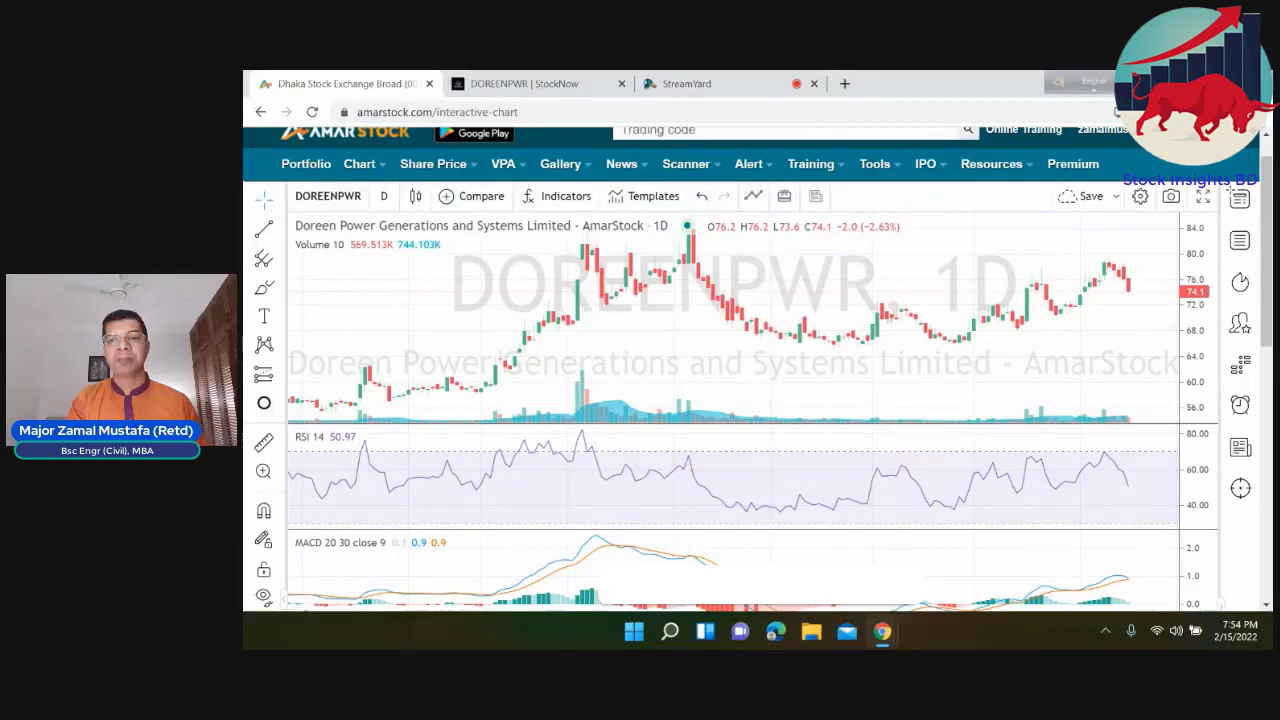 Dhaka Stock Exchange Broad (00
DOREENPWR | StockNow
StreamYard
English
amarstock.com/interactive-chart
AMARSTOCK
Google Play
Trading code
Online Training
zamalmus
Portfolio Chart Share Price VPA Gallery News Scanner Alert Training Tools IPO Resources Premium
Stock Insights BD
DOREENPWR D Compare Indicators Templates Save
Doreen Power Generations and Systems Limited - AmarStock · 1D
O76.2 H76.2 L73.6 C74.1 −2.0 (−2.63%)
Volume 10 569.513K 744.103K
DOREENPWR, 1D
Doreen Power Generations and Systems Limited - AmarStock
84.0
80.0
76.0
74.1
72.0
68.0
64.0
60.0
56.0
RSI 14 50.97
80.00
60.00
40.00
MACD 20 30 close 9 0.1 0.9 0.9
2.0
1.0
0.0
Major Zamal Mustafa (Retd)
Bsc Engr (Civil), MBA
7:54 PM
2/15/2022